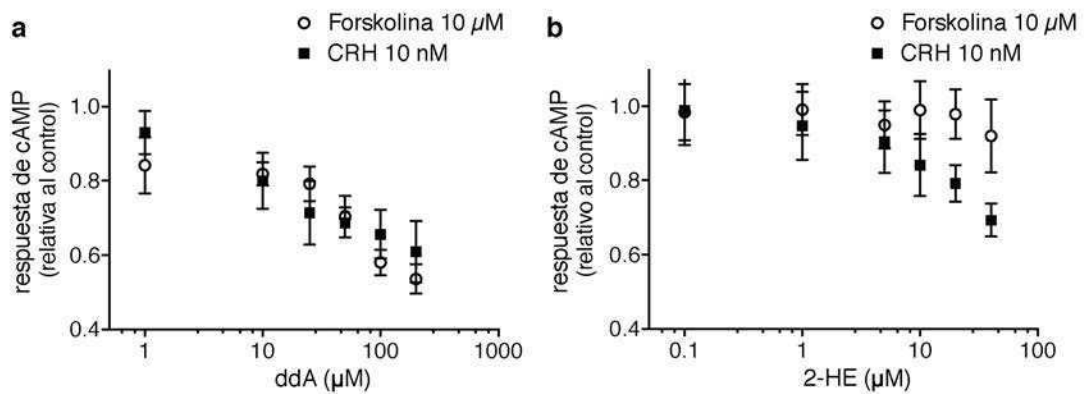 a
Forskolina 10 µM
CRH 10 nM
respuesta de cAMP
(relativa al control)
1.0
0.8
0.6
0.4
1
10
100
1000
ddA (µM)
b
Forskolina 10 µM
CRH 10 nM
respuesta de cAMP
(relativo al control)
1.0
0.8
0.6
0.4
0.1
1
10
100
2-HE (µM)